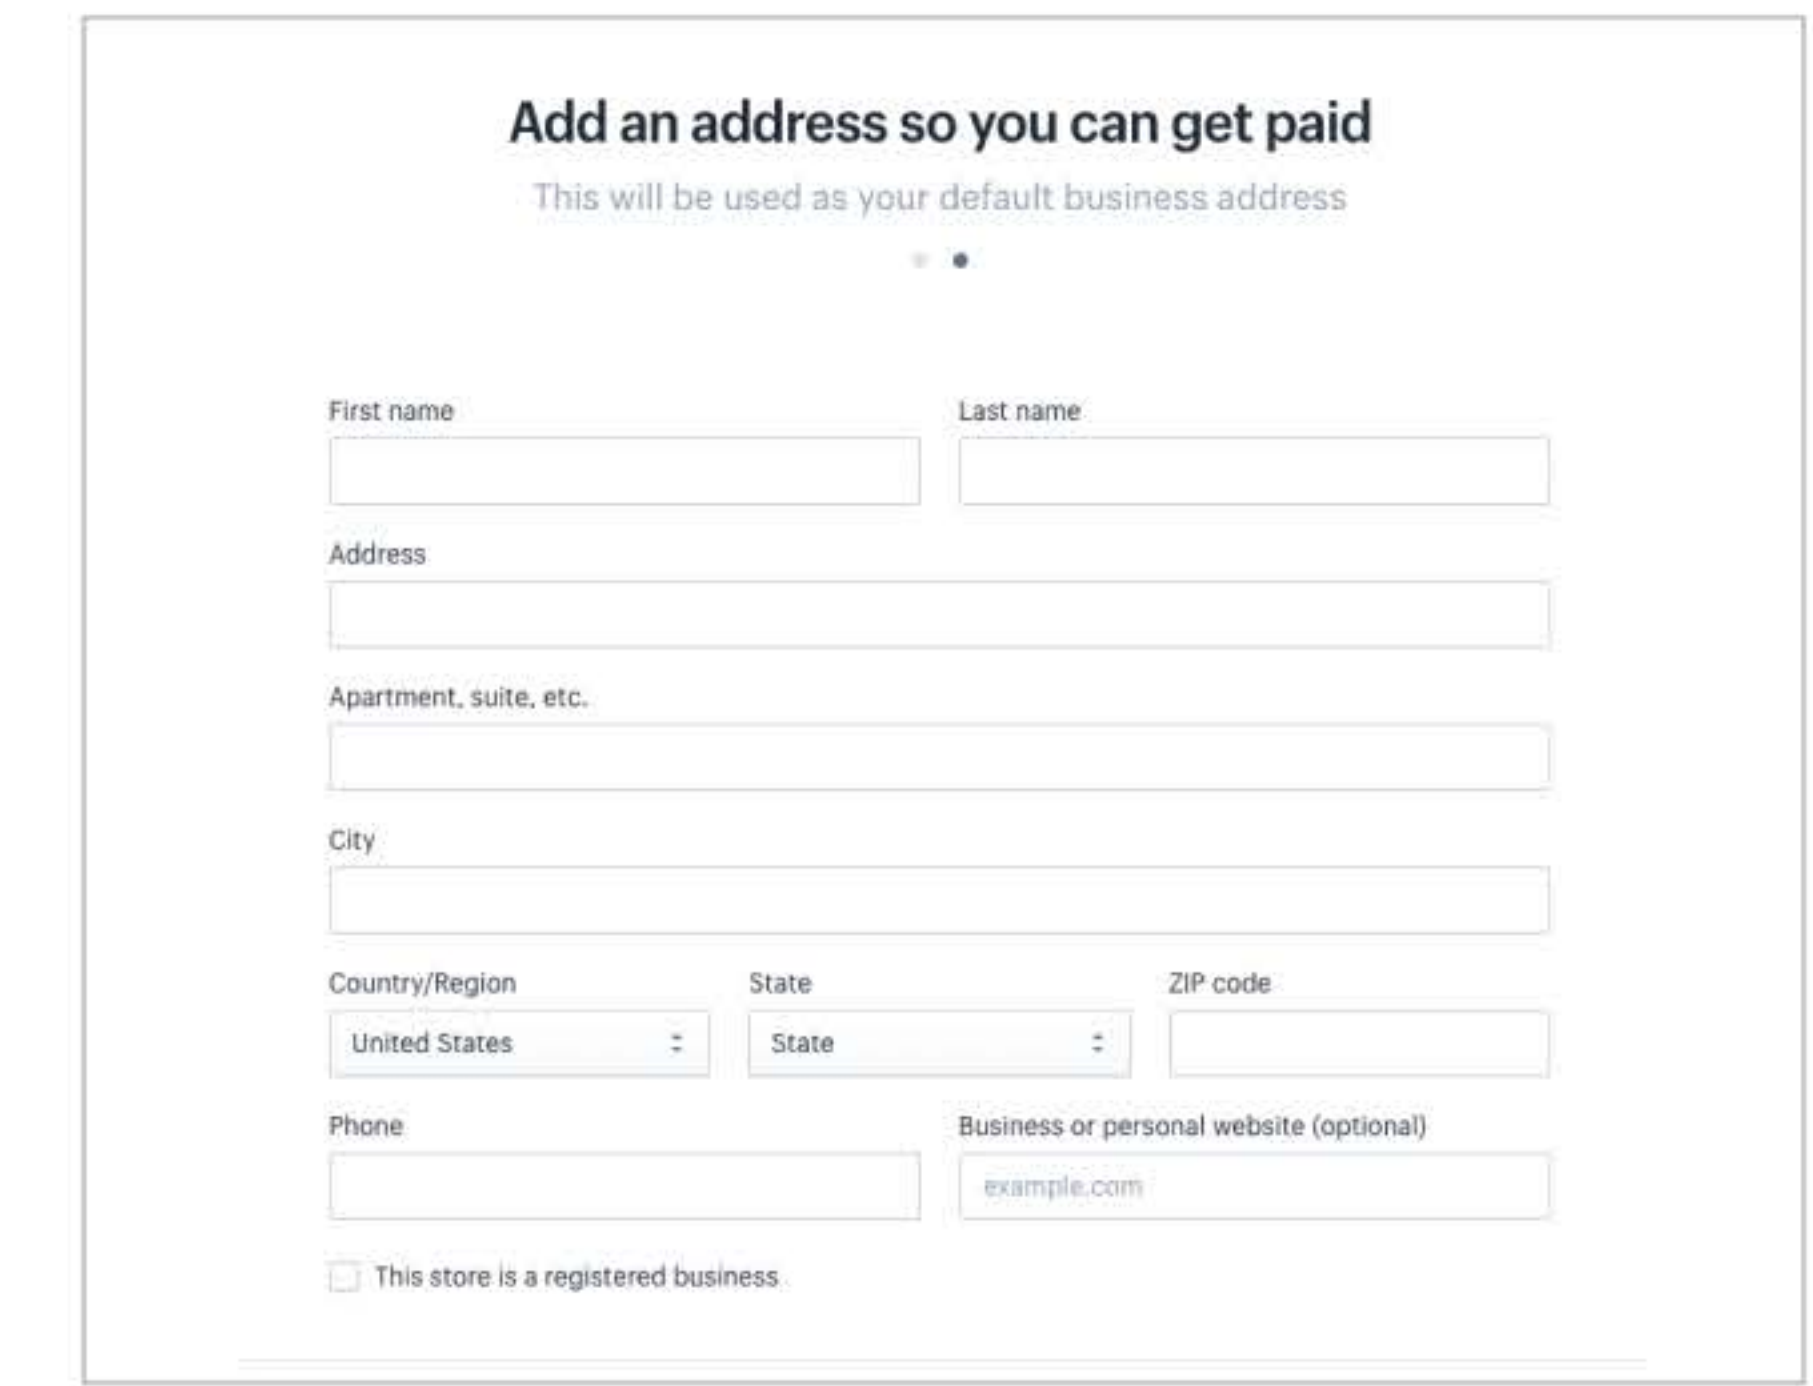 Add an address so you can get paid
This will be used as your default business address
First name
Last name
Address
Apartment, suite, etc.
City
Country/Region
State
ZIP code
United States
State
Phone
Business or personal website (optional)
example.com
This store is a registered business